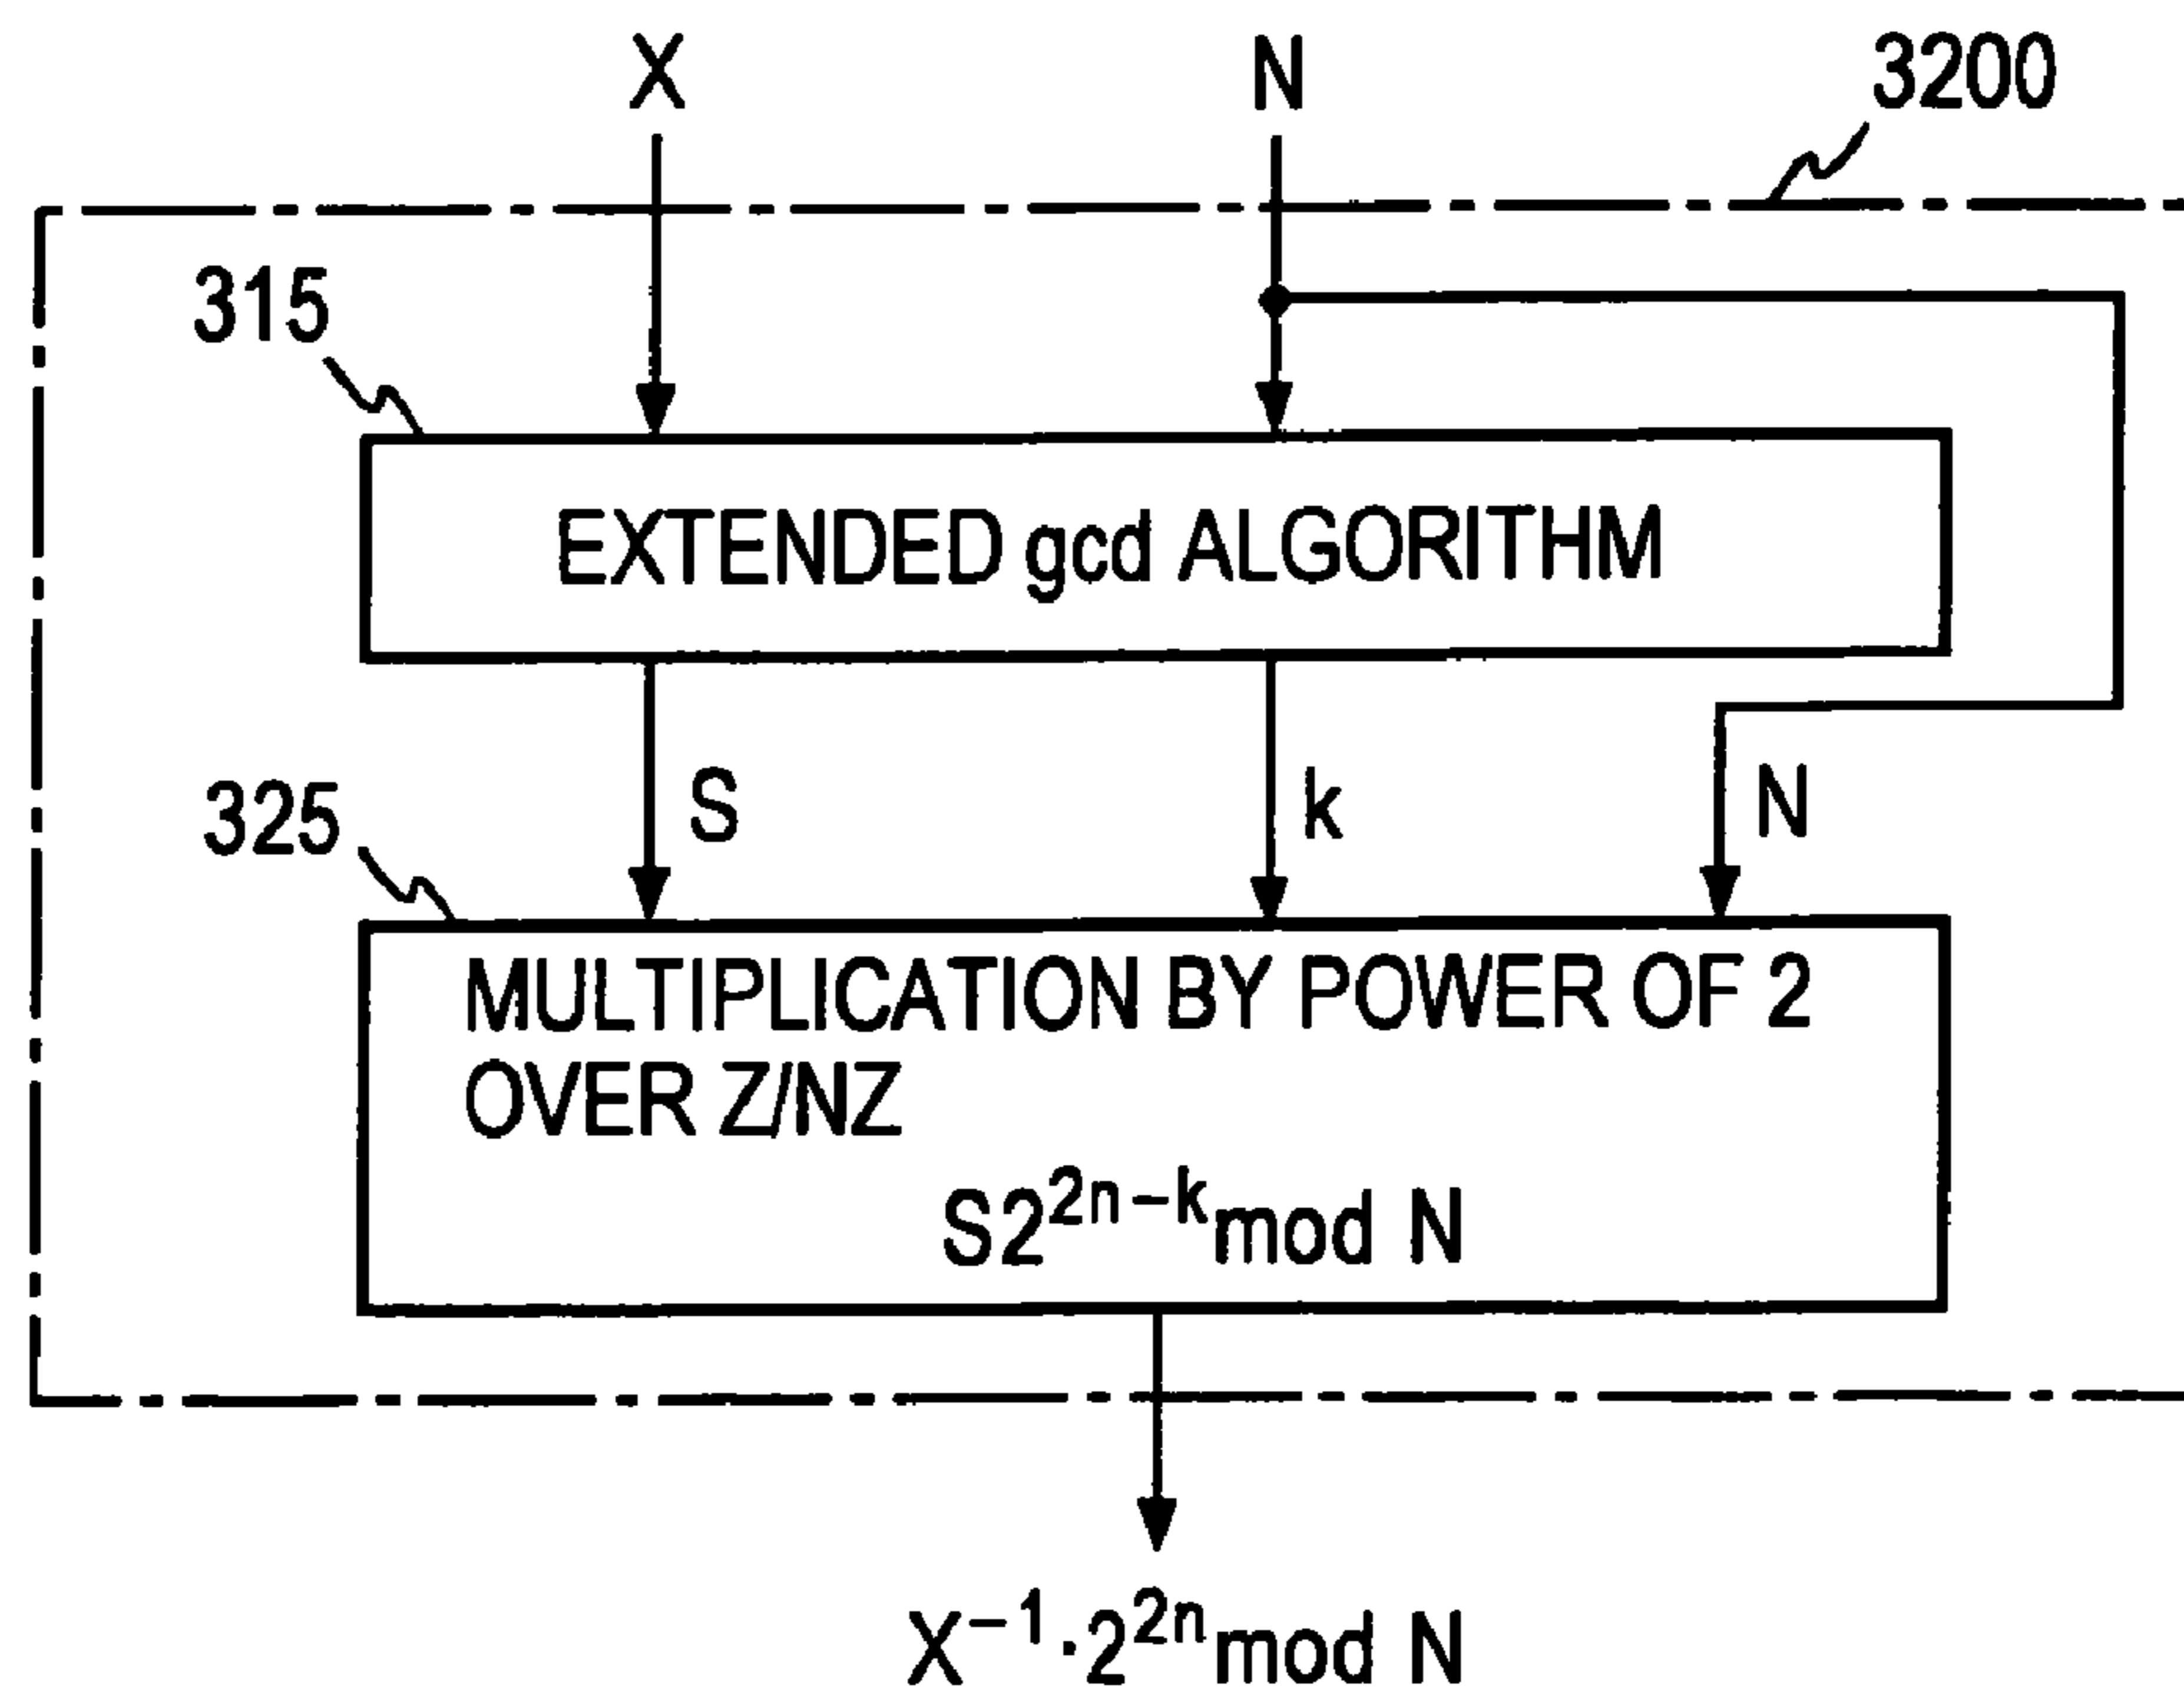 X N 3200
315
EXTENDED gcd ALGORITHM
S k N
325
MULTIPLICATION BY POWER OF 2
OVER Z/NZ
S2^{2n-k} mod N
X^{-1}·2^{2n} mod N